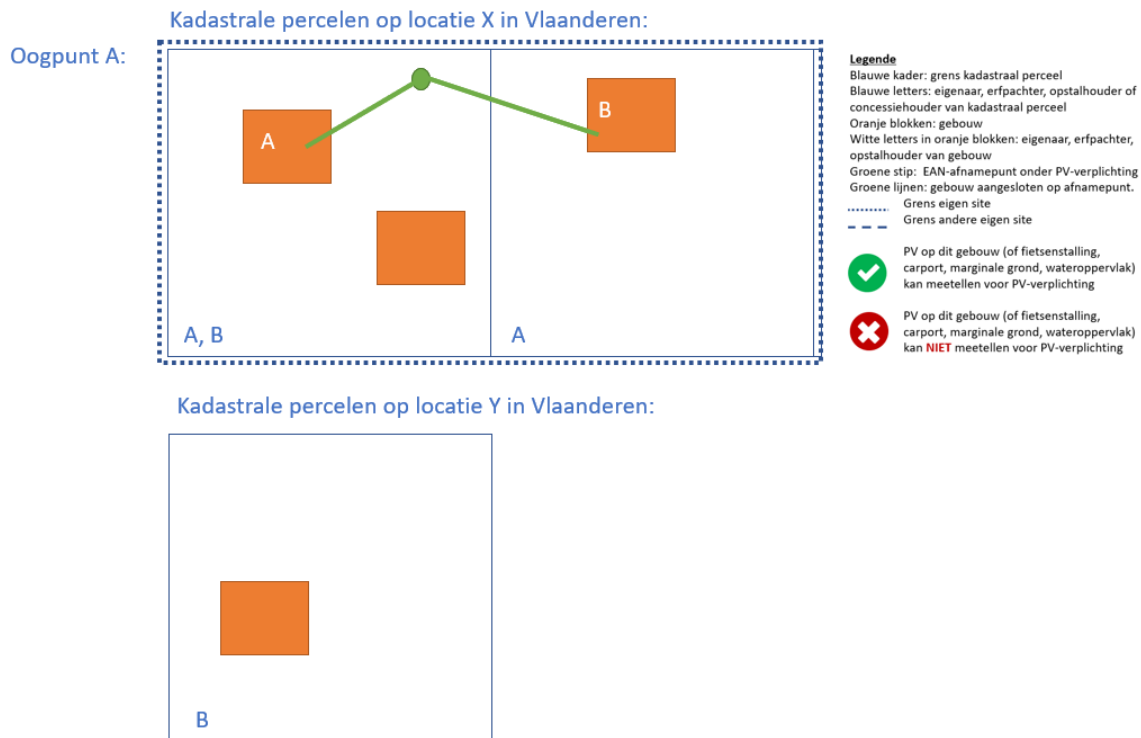 Kadastrale percelen op locatie X in Vlaanderen:
Oogpunt A:
A
B
A, B
A
Legende
Blauwe kader: grens kadastraal perceel
Blauwe letters: eigenaar, erfpachter, opstalhouder of
concessiehouder van kadastraal perceel
Oranje blokken: gebouw
Witte letters in oranje blokken: eigenaar, erfpachter,
opstalhouder van gebouw
Groene stip: EAN-afnamepunt onder PV-verplichting
Groene lijnen: gebouw aangesloten op afnamepunt.
Grens eigen site
Grens andere eigen site
PV op dit gebouw (of fietsenstalling,
carport, marginale grond, wateroppervlak)
kan meetellen voor PV-verplichting
PV op dit gebouw (of fietsenstalling,
carport, marginale grond, wateroppervlak)
kan NIET meetellen voor PV-verplichting
Kadastrale percelen op locatie Y in Vlaanderen:
B